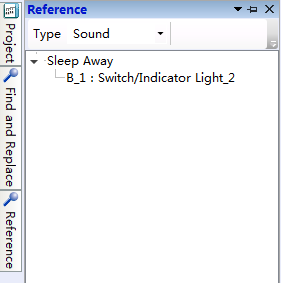 Reference
Type Sound
Sleep Away
B_1 : Switch/Indicator Light_2
Project
Find and Replace
Reference